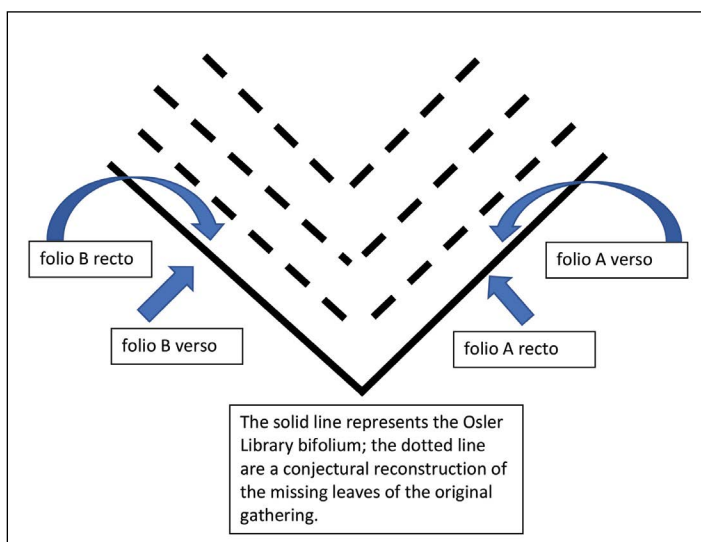 folio B recto
folio A verso
folio B verso
folio A recto
The solid line represents the Osler
Library bifolium; the dotted line
are a conjectural reconstruction of
the missing leaves of the original
gathering.